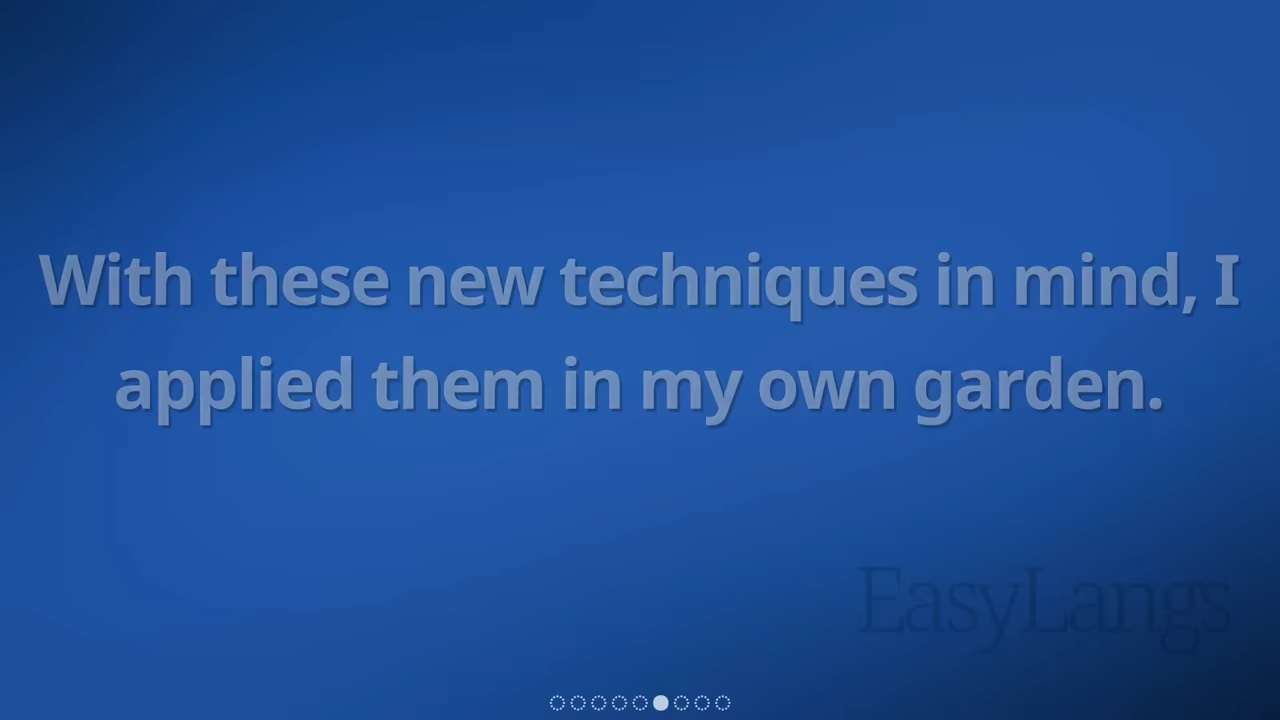 With these new techniques in mind, I
applied them in my own garden.
EasyLangs